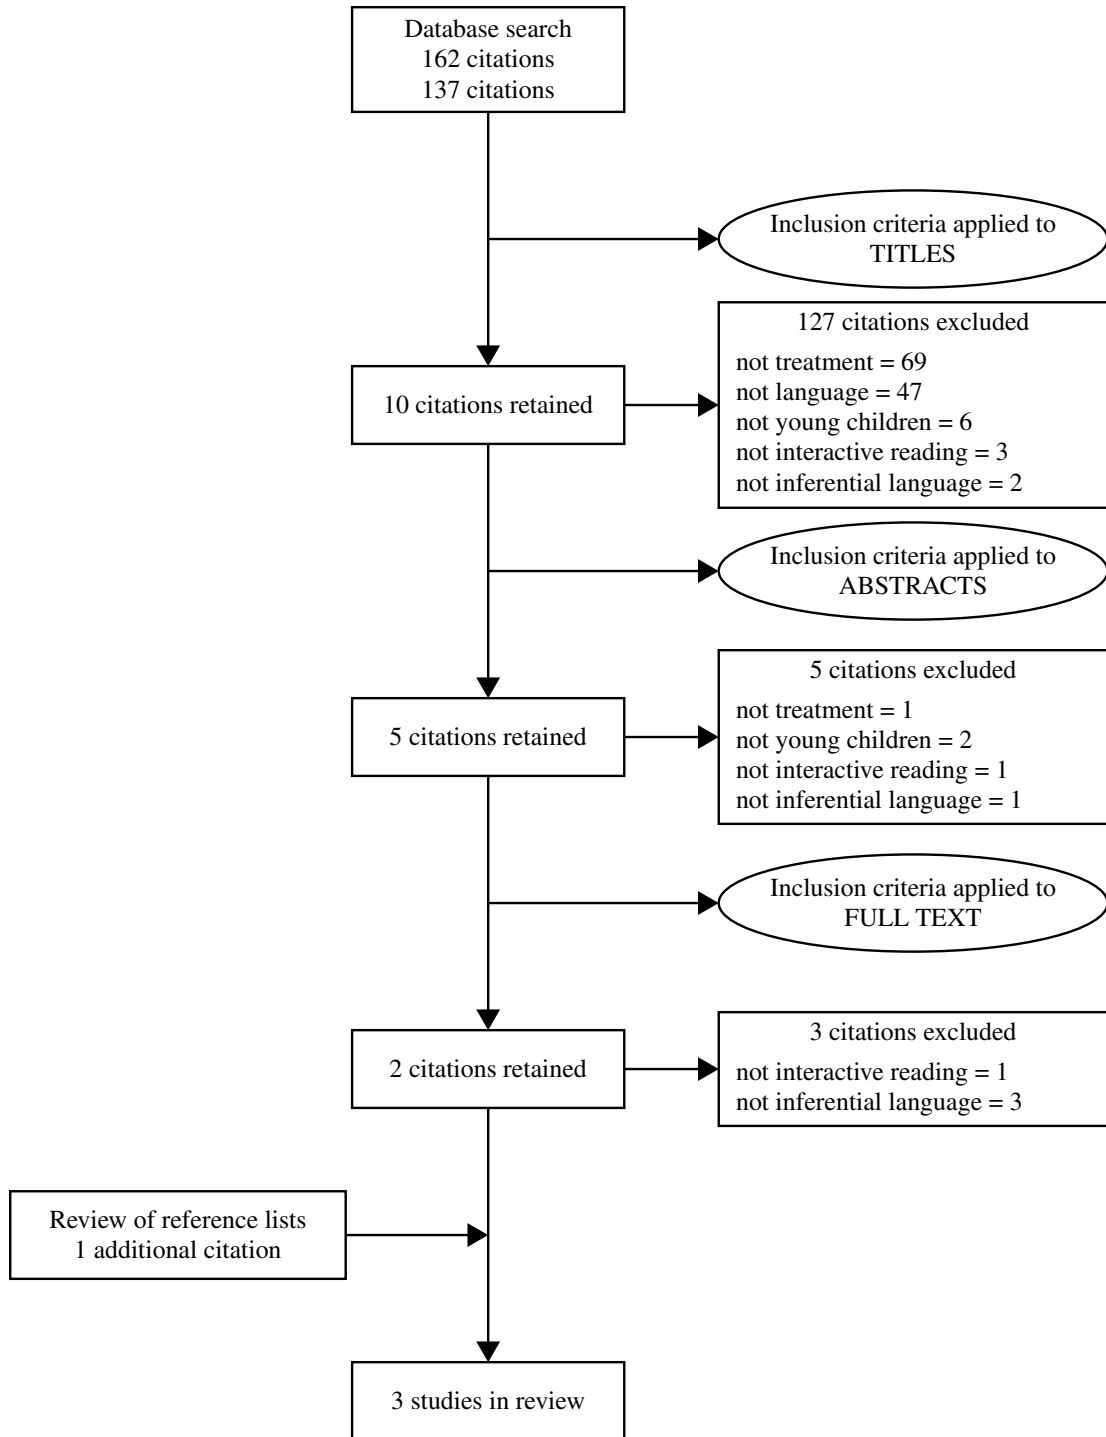 Database search
162 citations
137 citations
Inclusion criteria applied to
TITLES
127 citations excluded
not treatment = 69
not language = 47
not young children = 6
not interactive reading = 3
not inferential language = 2
10 citations retained
Inclusion criteria applied to
ABSTRACTS
5 citations excluded
not treatment = 1
not young children = 2
not interactive reading = 1
not inferential language = 1
5 citations retained
Inclusion criteria applied to
FULL TEXT
3 citations excluded
not interactive reading = 1
not inferential language = 3
2 citations retained
Review of reference lists
1 additional citation
3 studies in review